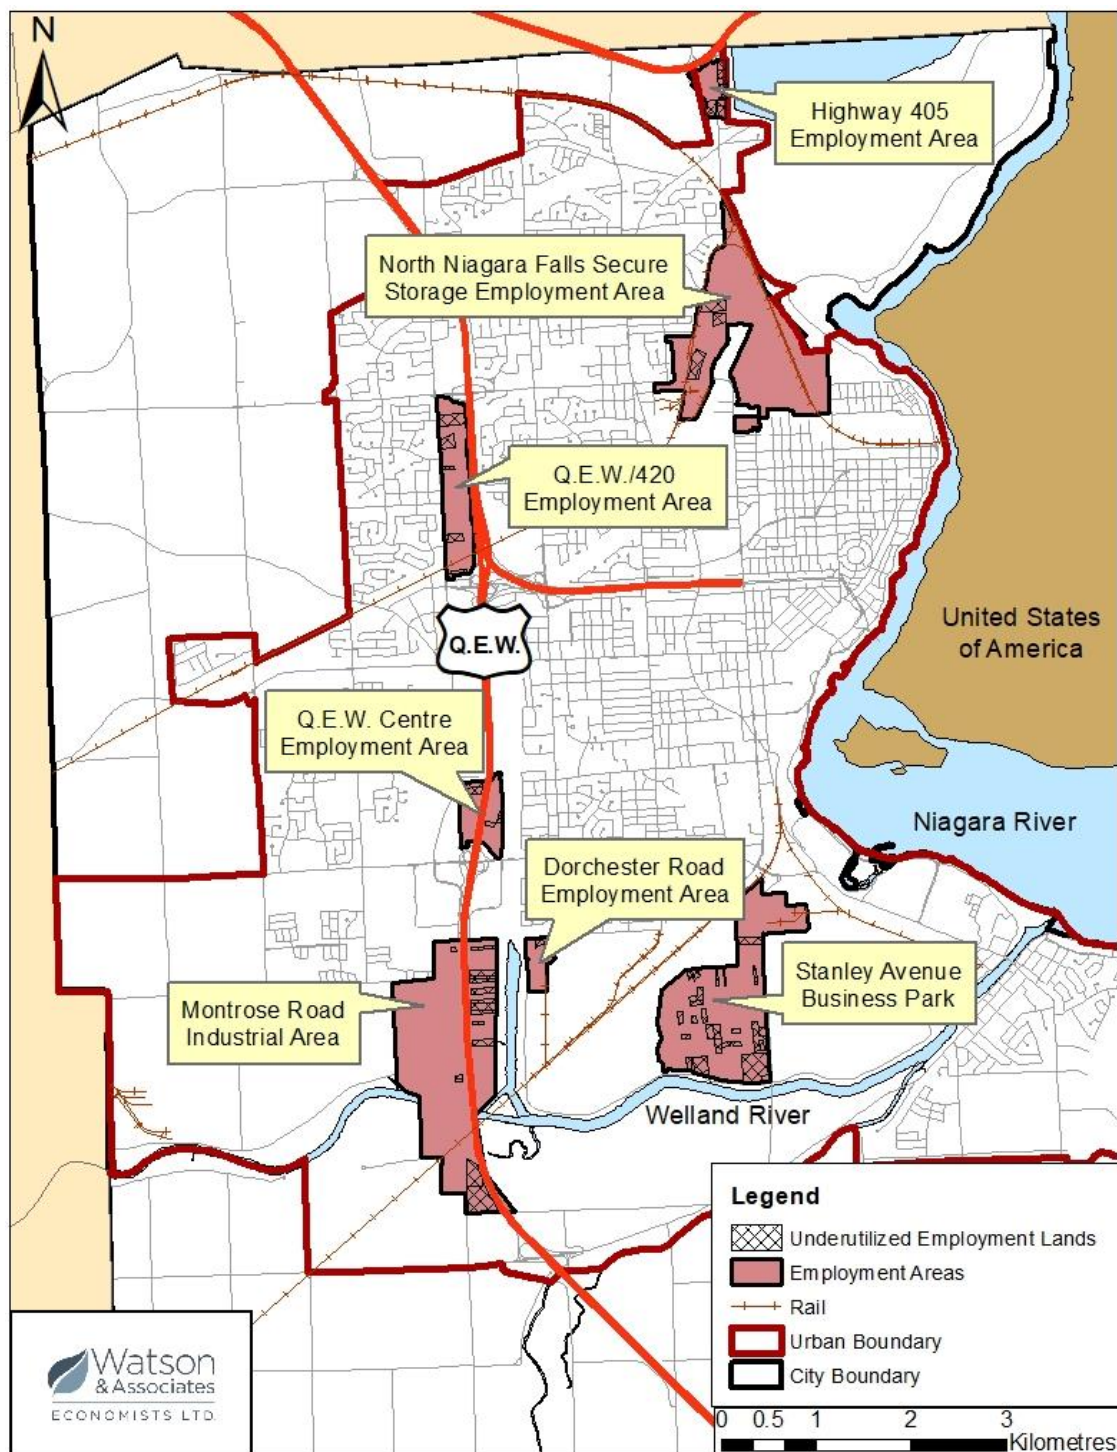 N
Highway 405
Employment Area
North Niagara Falls Secure
Storage Employment Area
Q.E.W./420
Employment Area
United States
of America
Q.E.W.
Q.E.W. Centre
Employment Area
Niagara River
Dorchester Road
Employment Area
Stanley Avenue
Business Park
Montrose Road
Industrial Area
Welland River
Legend
Underutilized Employment Lands
Employment Areas
Rail
Urban Boundary
City Boundary
Watson
& Associates
ECONOMISTS LTD.
0 0.5 1 2 3
Kilometres